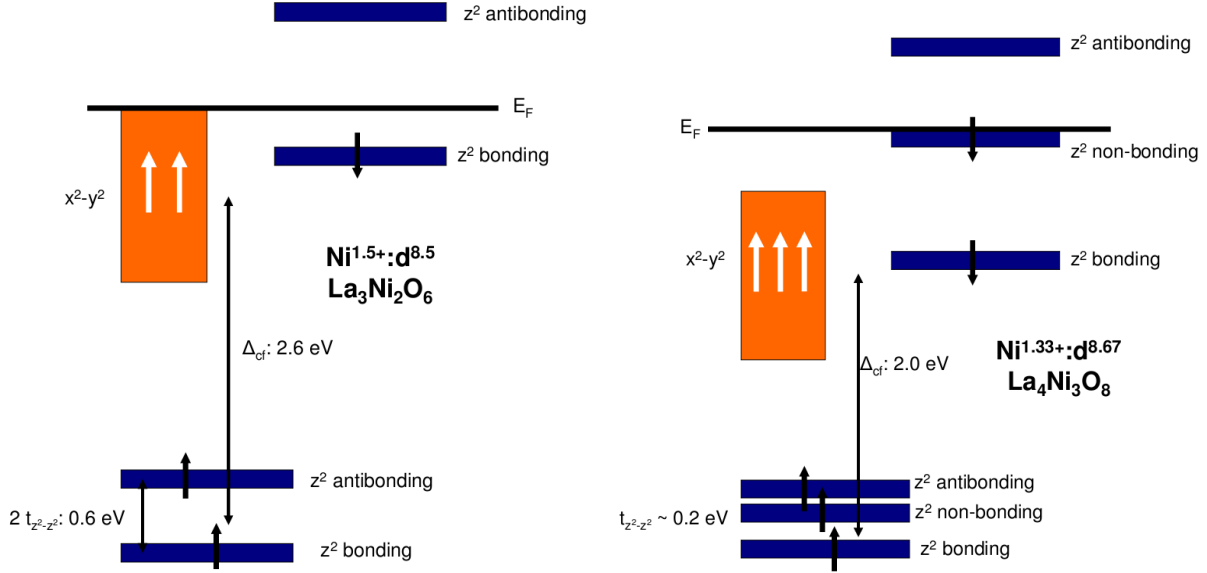 z² antibonding
E_F
z² bonding
x²-y²
Ni^1.5+:d^8.5
La₃Ni₂O₆
Δ_cf: 2.6 eV
z² antibonding
2 t_z²-z²: 0.6 eV
z² bonding
z² antibonding
E_F
z² non-bonding
x²-y²
z² bonding
Ni^1.33+:d^8.67
Δ_cf: 2.0 eV
La₄Ni₃O₈
z² antibonding
t_z²-z² ~ 0.2 eV
z² non-bonding
z² bonding